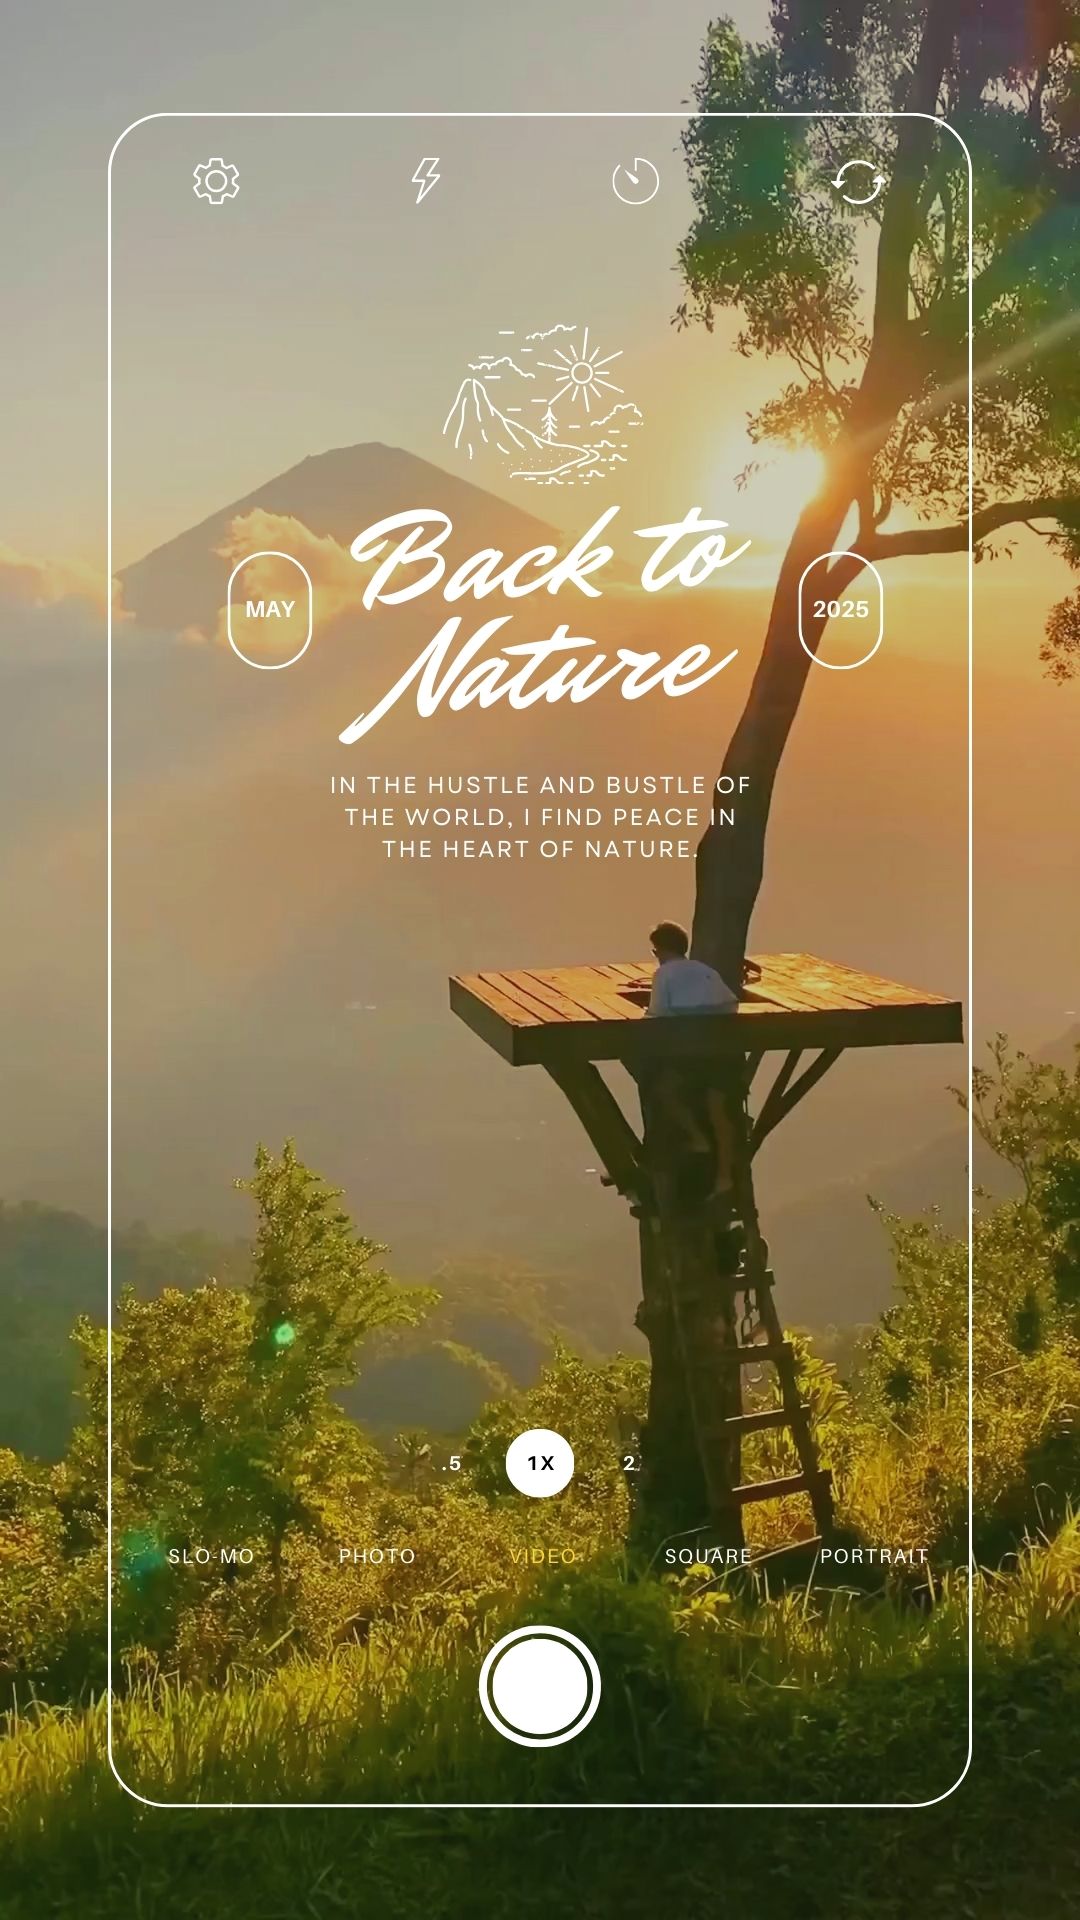 Back to
Nature
MAY
2025
IN THE HUSTLE AND BUSTLE OF
THE WORLD, I FIND PEACE IN
THE HEART OF NATURE.
.5
1X
2
SLO-MO
PHOTO
VIDEO
SQUARE
PORTRAIT